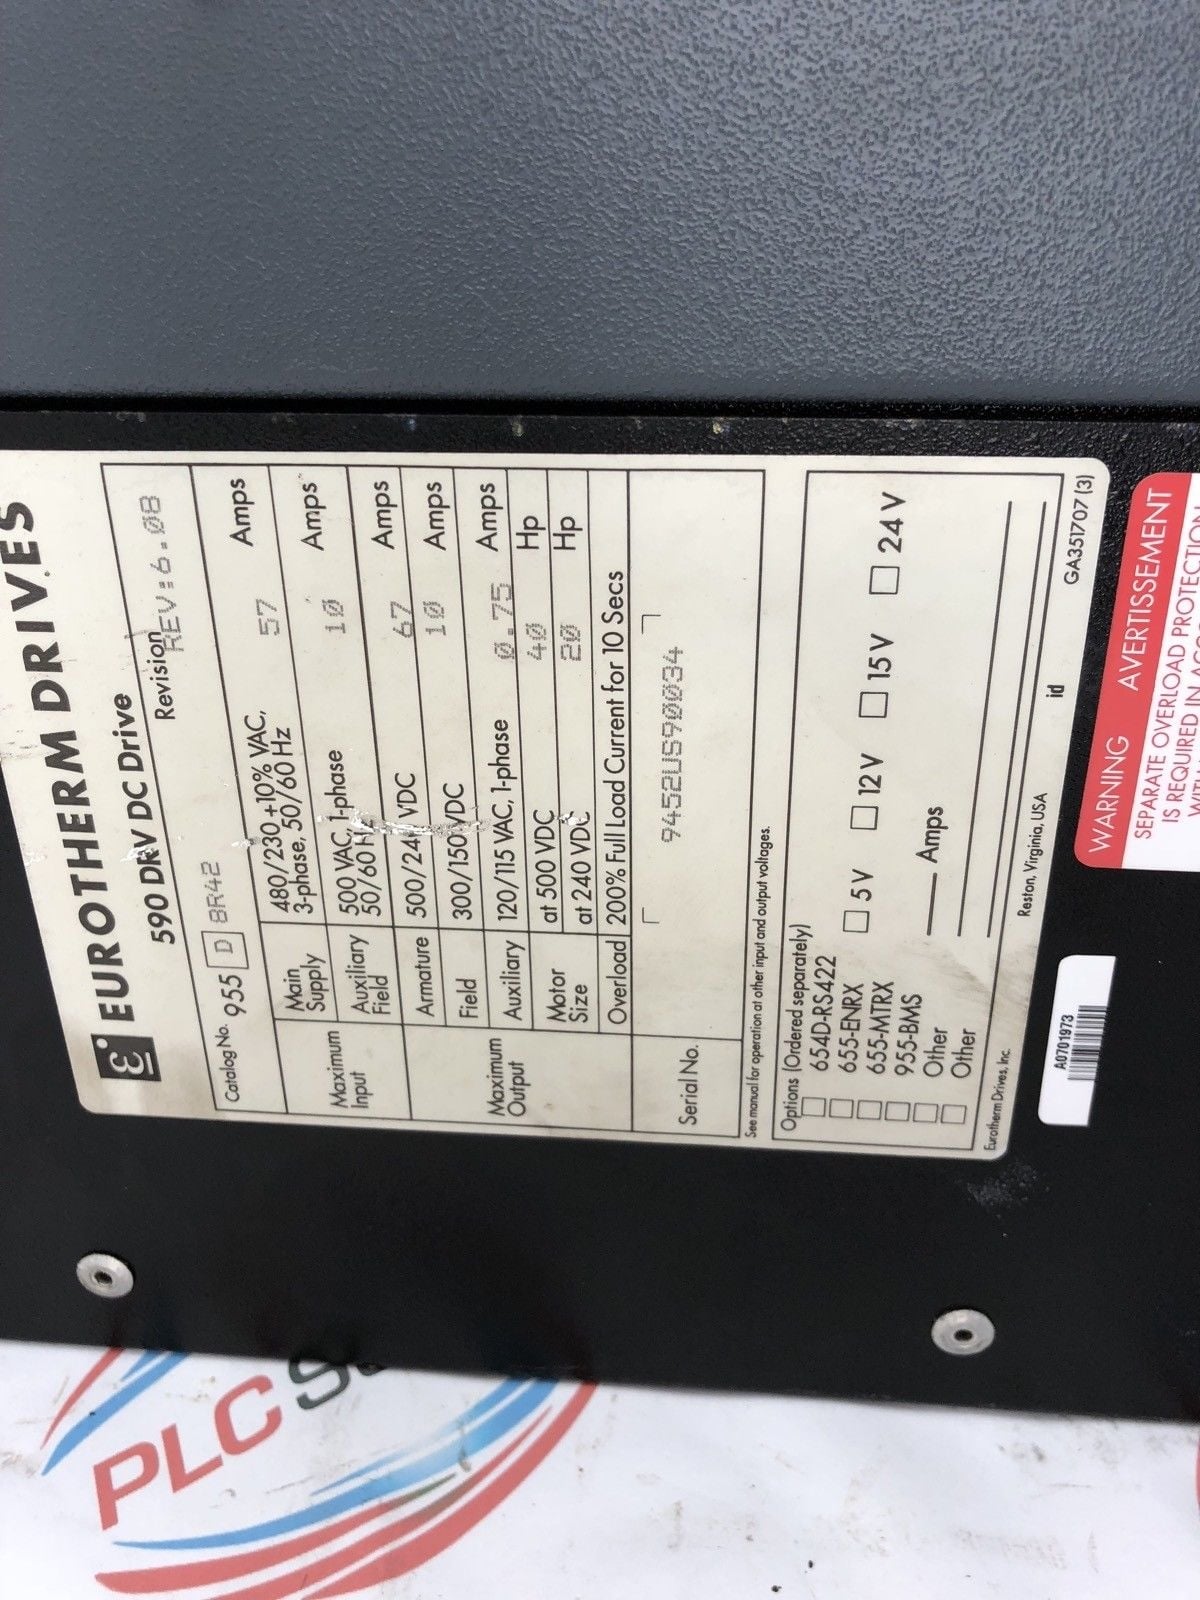 EUROTHERM DRIVES
590 DRV DC Drive
Catalog No. 955 D 8R42
Revision REV:6.08
Maximum Input
Main Supply 480/230 +10% VAC, 3-phase, 50/60 Hz 57 Amps
Auxiliary Field 500 VAC, 1-phase 50/60 Hz 10 Amps
Maximum Output
Armature 500/24 VDC 67 Amps
Field 300/150 VDC 10 Amps
Auxiliary 120/115 VAC, 1-phase 0.75 Amps
Motor Size at 500 VDC 40 Hp
at 240 VDC 20 Hp
Overload 200% Full Load Current for 10 Secs
Serial No. 9452US90034
See manual for operation at other input and output voltages.
Options (Ordered separately)
654D-RS422
655-ENRX 5V 12V 15V 24V
655-MTRX
955-BMS Amps
Other
Other
Eurotherm Drives, Inc. Reston, Virginia, USA id GA351707 (3)
A0701973
WARNING AVERTISSEMENT
SEPARATE OVERLOAD PROTECTION
IS REQUIRED IN
PLC